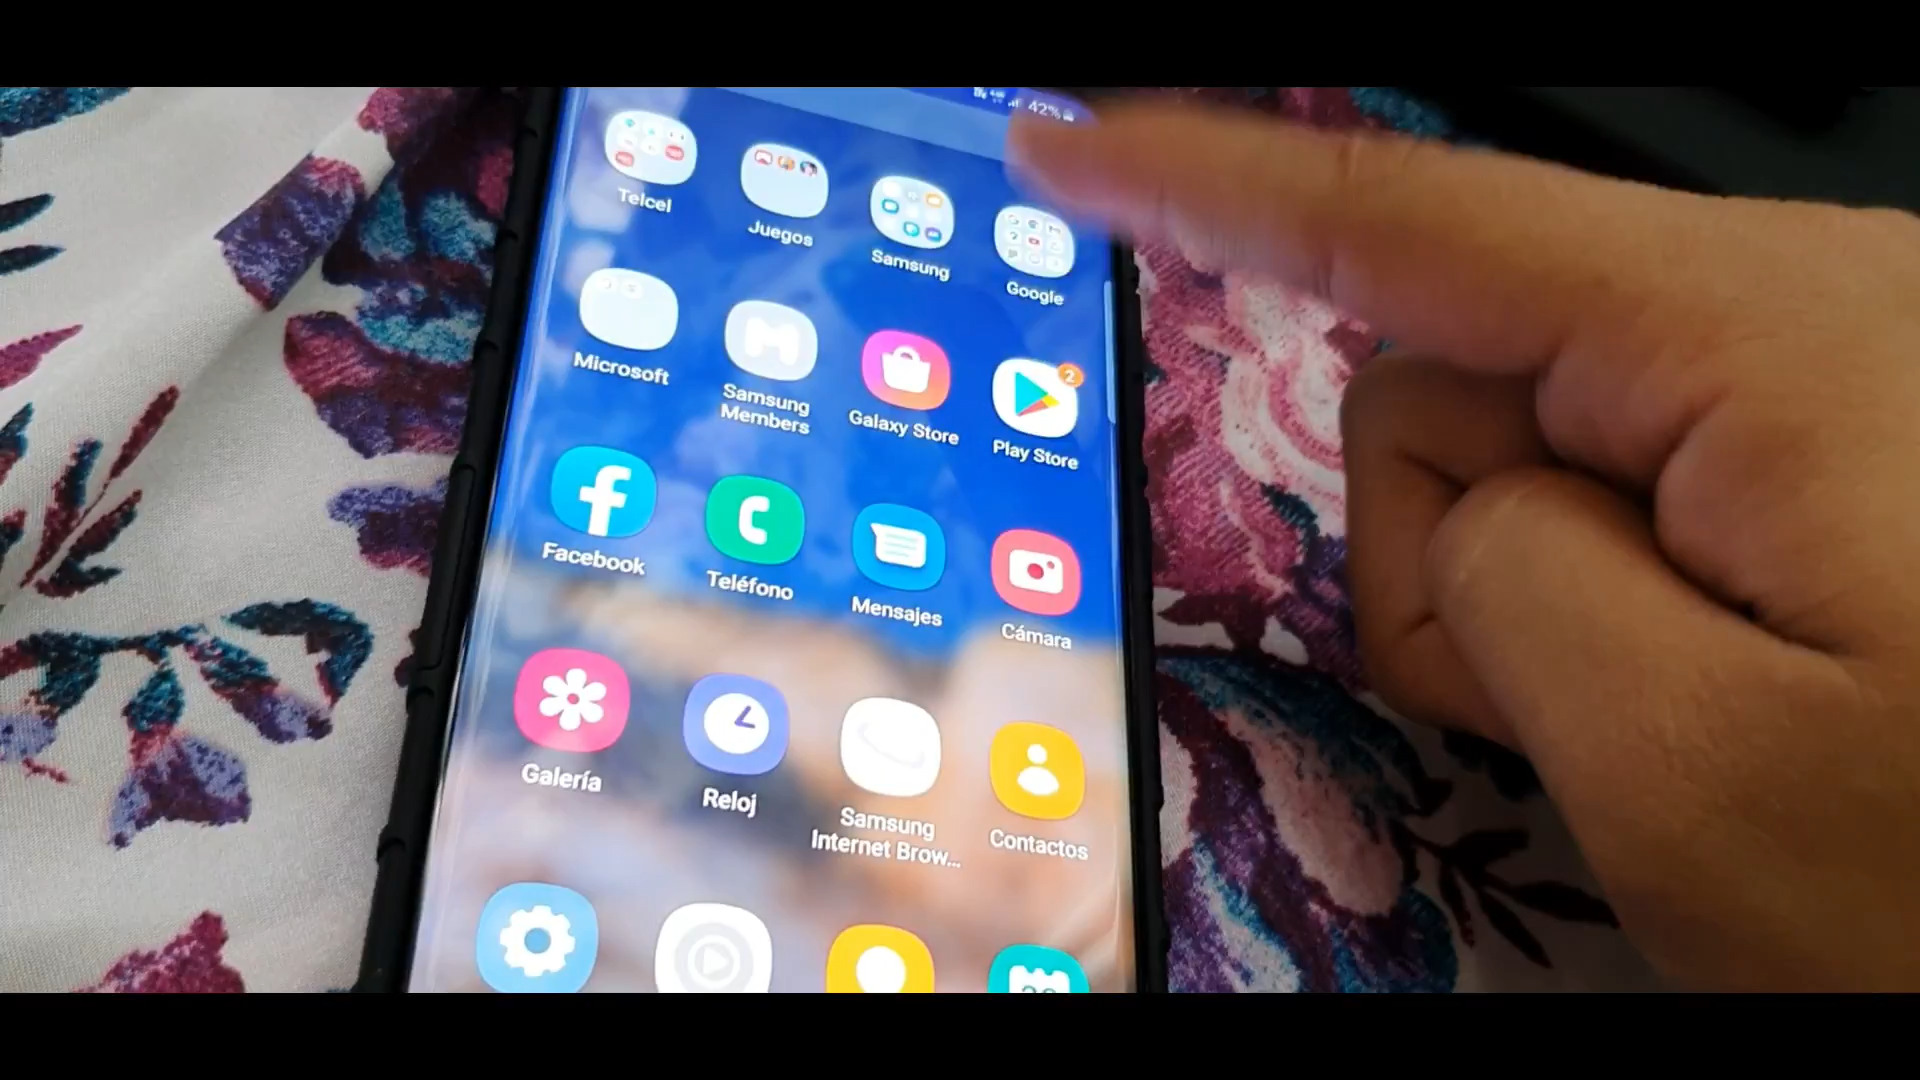 42%
Telcel
Juegos
Samsung
Google
Microsoft
Samsung
Members
Galaxy Store
2
Play Store
Facebook
Teléfono
Mensajes
Cámara
Galería
Reloj
Samsung
Internet Brow...
Contactos